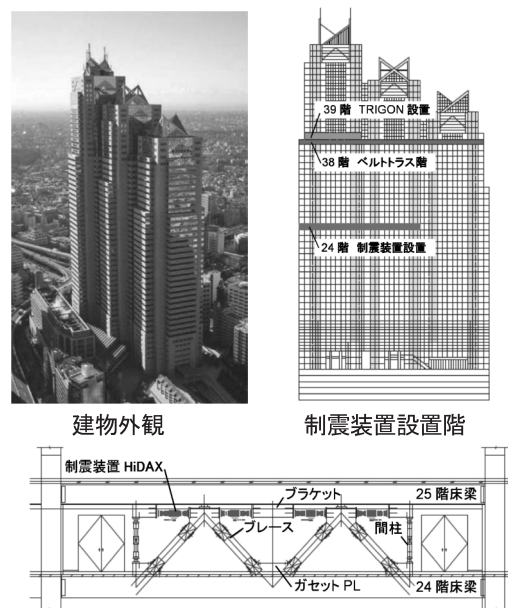 39 階 TRIGON 設置
38 階 ベルトトラス階
24 階 制震装置設置
建物外観
制震装置設置階
制震装置 HiDAX
ブラケット
25 階床梁
ブレース
間柱
ガセット PL
24 階床梁